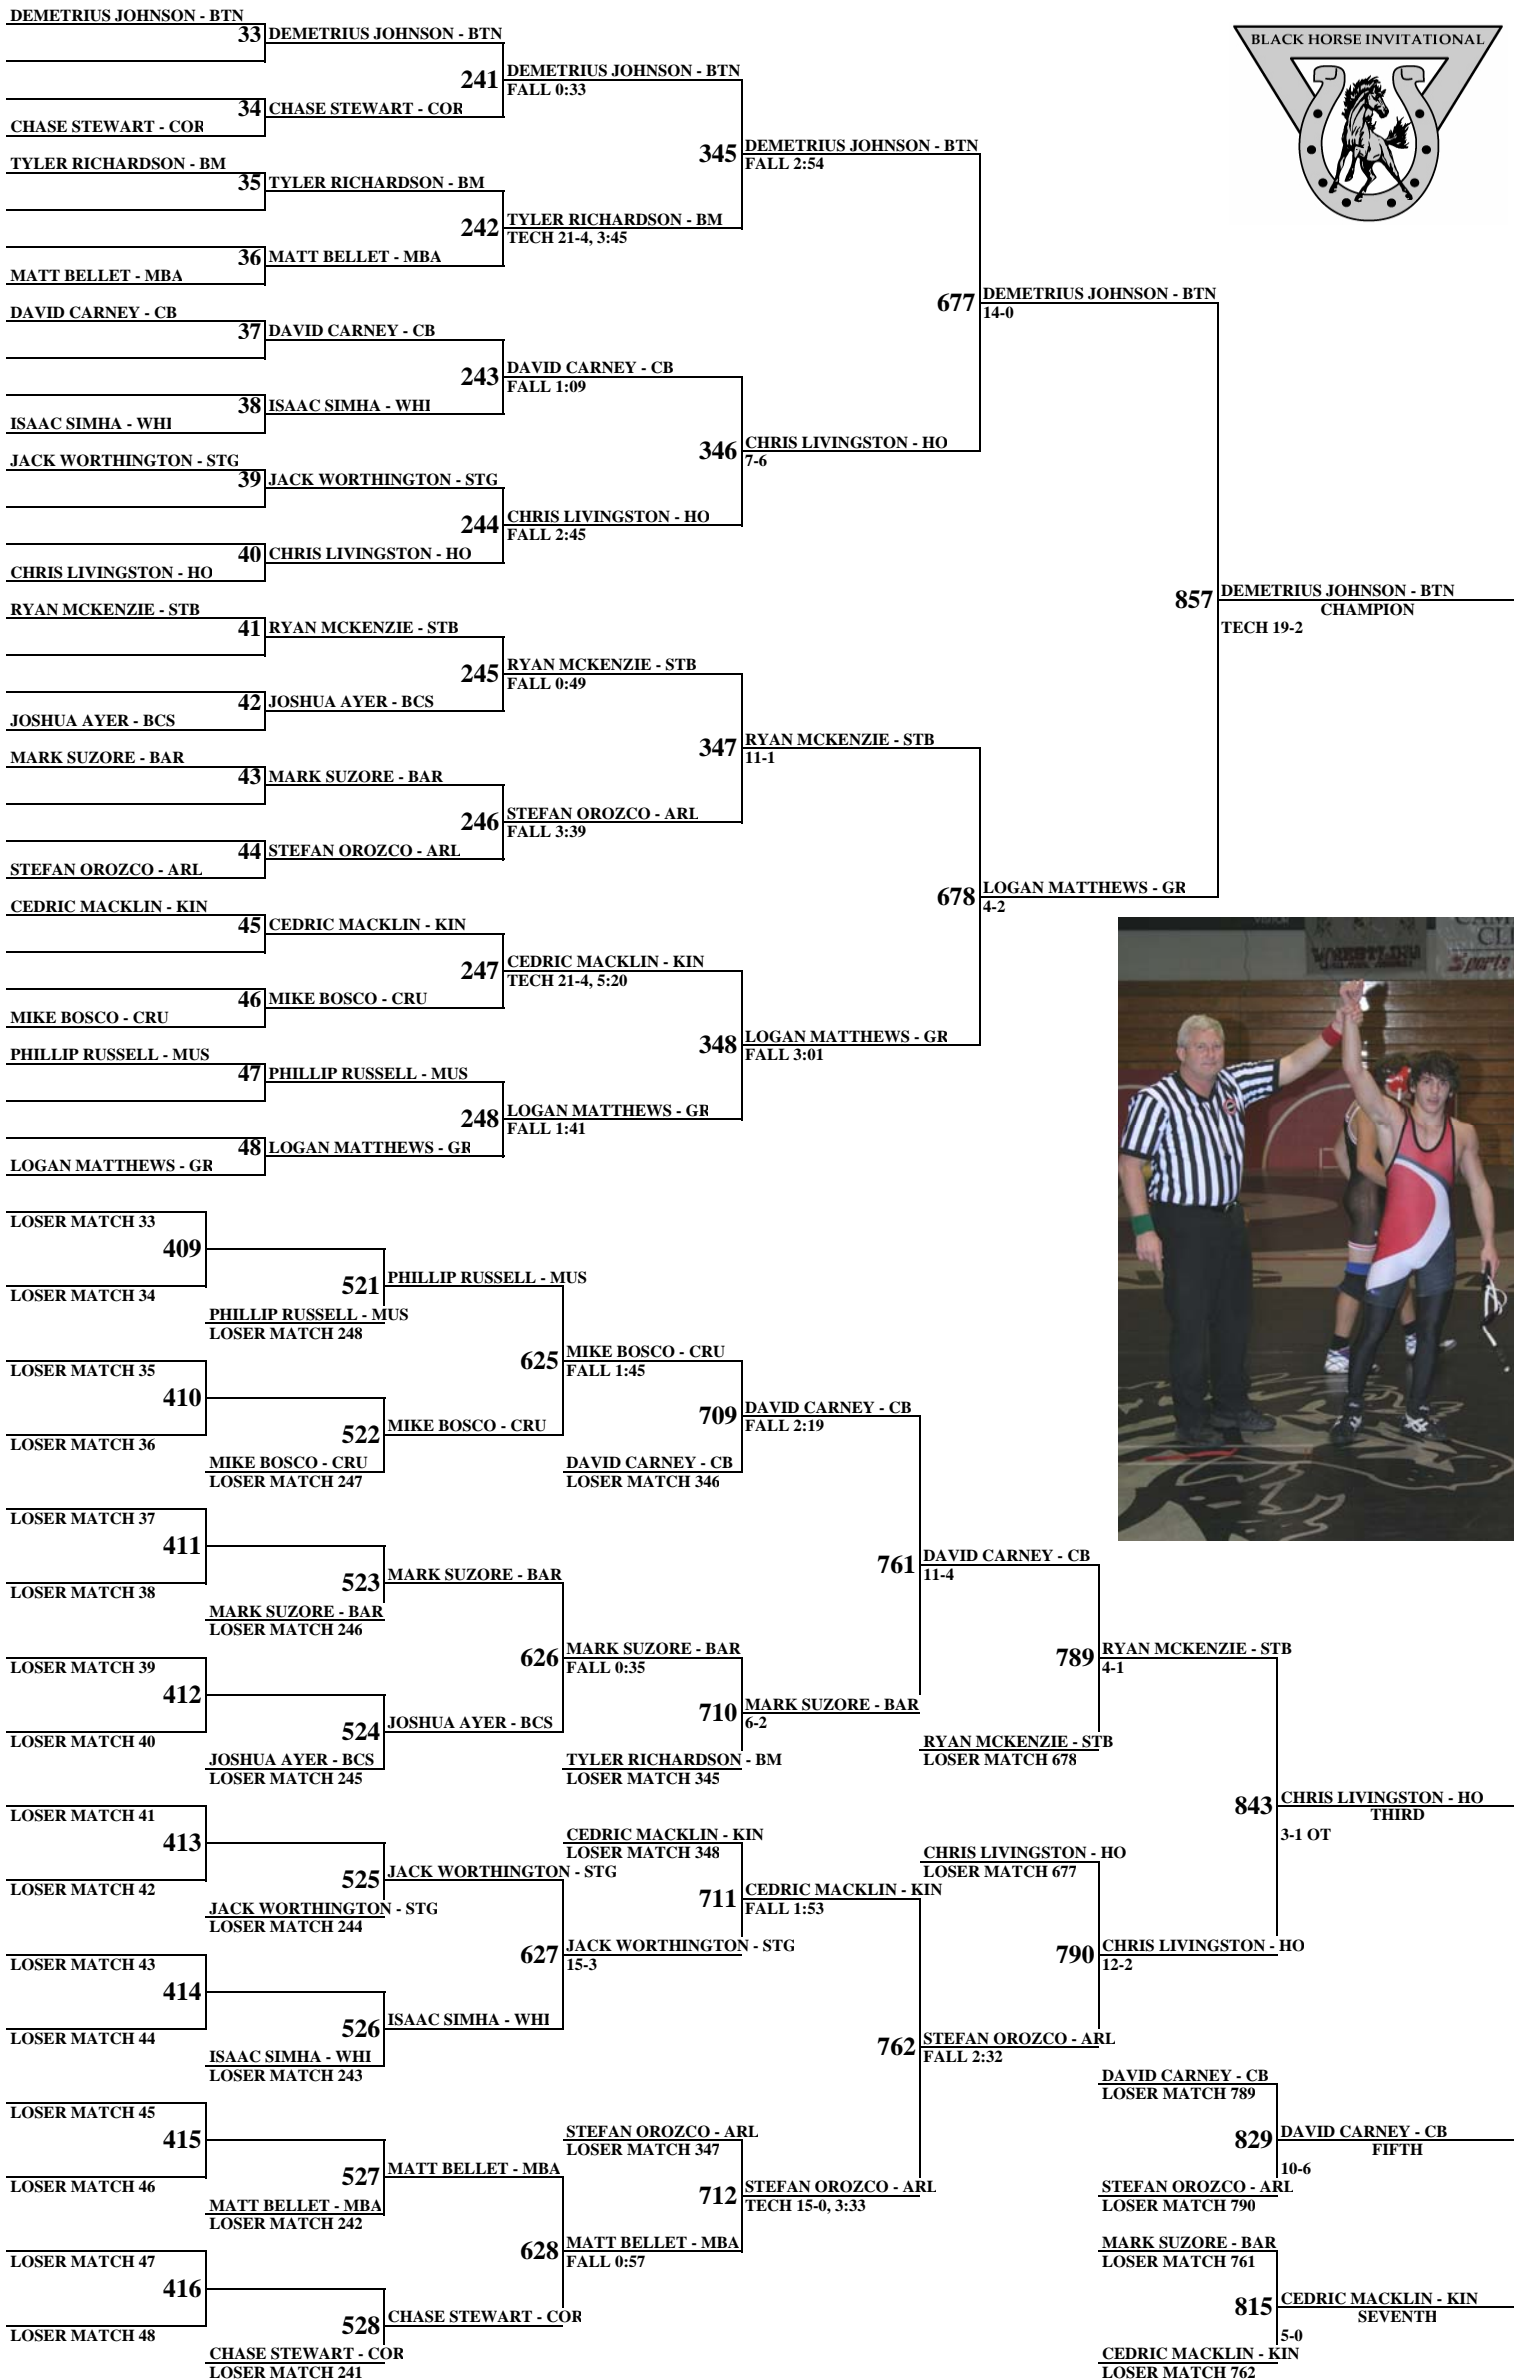 DEMETRIUS JOHNSON - BTN
33 DEMETRIUS JOHNSON - BTN
BLACK HORSE INVITATIONAL
241 DEMETRIUS JOHNSON - BTN
FALL 0:33
34 CHASE STEWART - COR
CHASE STEWART - COR
345 DEMETRIUS JOHNSON - BTN
FALL 2:54
TYLER RICHARDSON - BM
35 TYLER RICHARDSON - BM
242 TYLER RICHARDSON - BM
TECH 21-4, 3:45
36 MATT BELLET - MBA
MATT BELLET - MBA
677 DEMETRIUS JOHNSON - BTN
14-0
DAVID CARNEY - CB
37 DAVID CARNEY - CB
243 DAVID CARNEY - CB
FALL 1:09
38 ISAAC SIMHA - WHI
ISAAC SIMHA - WHI
346 CHRIS LIVINGSTON - HO
7-6
JACK WORTHINGTON - STG
39 JACK WORTHINGTON - STG
244 CHRIS LIVINGSTON - HO
FALL 2:45
40 CHRIS LIVINGSTON - HO
CHRIS LIVINGSTON - HO
857 DEMETRIUS JOHNSON - BTN
CHAMPION
TECH 19-2
RYAN MCKENZIE - STB
41 RYAN MCKENZIE - STB
245 RYAN MCKENZIE - STB
FALL 0:49
42 JOSHUA AYER - BCS
JOSHUA AYER - BCS
347 RYAN MCKENZIE - STB
11-1
MARK SUZORE - BAR
43 MARK SUZORE - BAR
246 STEFAN OROZCO - ARL
FALL 3:39
44 STEFAN OROZCO - ARL
STEFAN OROZCO - ARL
678 LOGAN MATTHEWS - GR
4-2
CEDRIC MACKLIN - KIN
45 CEDRIC MACKLIN - KIN
247 CEDRIC MACKLIN - KIN
TECH 21-4, 5:20
46 MIKE BOSCO - CRU
MIKE BOSCO - CRU
348 LOGAN MATTHEWS - GR
FALL 3:01
PHILLIP RUSSELL - MUS
47 PHILLIP RUSSELL - MUS
248 LOGAN MATTHEWS - GR
FALL 1:41
48 LOGAN MATTHEWS - GR
LOGAN MATTHEWS - GR
WRESTLING
Sports
LOSER MATCH 33
409
LOSER MATCH 34
521 PHILLIP RUSSELL - MUS
PHILLIP RUSSELL - MUS
LOSER MATCH 248
625 MIKE BOSCO - CRU
FALL 1:45
LOSER MATCH 35
410
LOSER MATCH 36
522 MIKE BOSCO - CRU
MIKE BOSCO - CRU
LOSER MATCH 247
709 DAVID CARNEY - CB
FALL 2:19
DAVID CARNEY - CB
LOSER MATCH 346
LOSER MATCH 37
411
LOSER MATCH 38
523 MARK SUZORE - BAR
MARK SUZORE - BAR
LOSER MATCH 246
761 DAVID CARNEY - CB
11-4
626 MARK SUZORE - BAR
FALL 0:35
LOSER MATCH 39
412
LOSER MATCH 40
524 JOSHUA AYER - BCS
JOSHUA AYER - BCS
LOSER MATCH 245
710 MARK SUZORE - BAR
6-2
TYLER RICHARDSON - BM
LOSER MATCH 345
789 RYAN MCKENZIE - STB
4-1
RYAN MCKENZIE - STB
LOSER MATCH 678
843 CHRIS LIVINGSTON - HO
THIRD
3-1 OT
LOSER MATCH 41
413
LOSER MATCH 42
525 JACK WORTHINGTON - STG
JACK WORTHINGTON - STG
LOSER MATCH 244
CEDRIC MACKLIN - KIN
LOSER MATCH 348
711 CEDRIC MACKLIN - KIN
FALL 1:53
CHRIS LIVINGSTON - HO
LOSER MATCH 677
627 JACK WORTHINGTON - STG
15-3
790 CHRIS LIVINGSTON - HO
12-2
LOSER MATCH 43
414
LOSER MATCH 44
526 ISAAC SIMHA - WHI
ISAAC SIMHA - WHI
LOSER MATCH 243
762 STEFAN OROZCO - ARL
FALL 2:32
DAVID CARNEY - CB
LOSER MATCH 789
829 DAVID CARNEY - CB
FIFTH
10-6
STEFAN OROZCO - ARL
LOSER MATCH 790
LOSER MATCH 45
415
LOSER MATCH 46
527 MATT BELLET - MBA
MATT BELLET - MBA
LOSER MATCH 242
STEFAN OROZCO - ARL
LOSER MATCH 347
712 STEFAN OROZCO - ARL
TECH 15-0, 3:33
628 MATT BELLET - MBA
FALL 0:57
LOSER MATCH 47
416
LOSER MATCH 48
528 CHASE STEWART - COR
CHASE STEWART - COR
LOSER MATCH 241
MARK SUZORE - BAR
LOSER MATCH 761
815 CEDRIC MACKLIN - KIN
SEVENTH
5-0
CEDRIC MACKLIN - KIN
LOSER MATCH 762